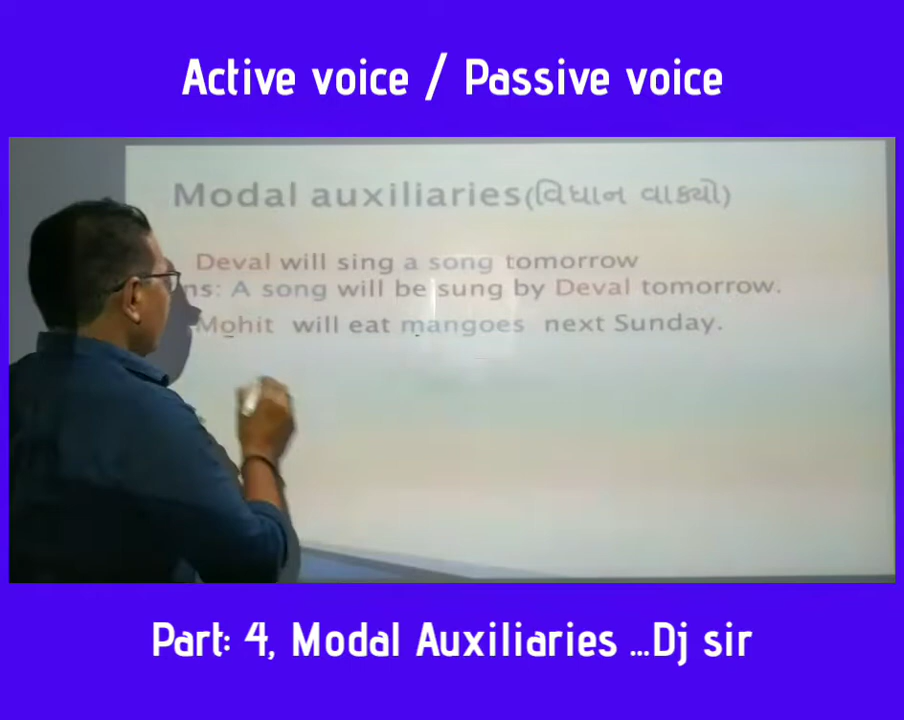 Active voice / Passive voice
Modal auxiliaries(વિધાન વાક્યો)
Deval will sing a song tomorrow
ns: A song will be sung by Deval tomorrow.
Mohit will eat mangoes next Sunday.
Part: 4, Modal Auxiliaries ...Dj sir